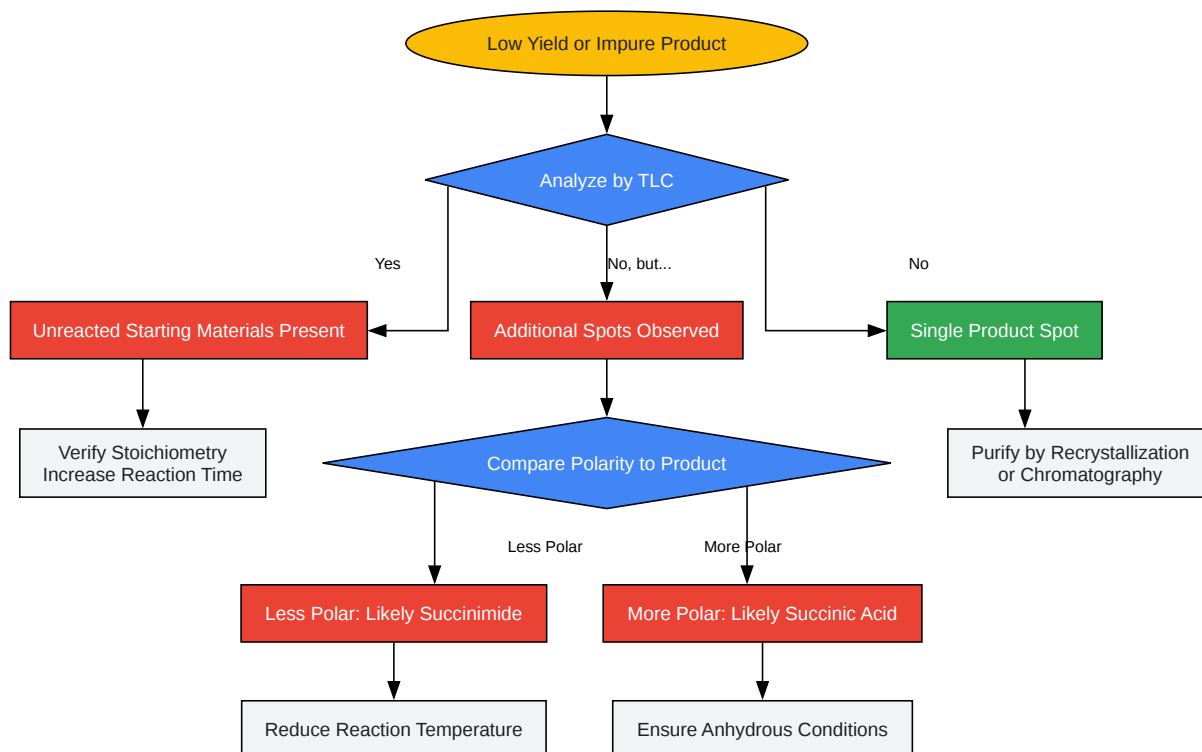 Low Yield or Impure Product
Analyze by TLC
Yes
No, but...
No
Unreacted Starting Materials Present
Additional Spots Observed
Single Product Spot
Verify Stoichiometry
Increase Reaction Time
Compare Polarity to Product
Purify by Recrystallization
or Chromatography
Less Polar
More Polar
Less Polar: Likely Succinimide
More Polar: Likely Succinic Acid
Reduce Reaction Temperature
Ensure Anhydrous Conditions